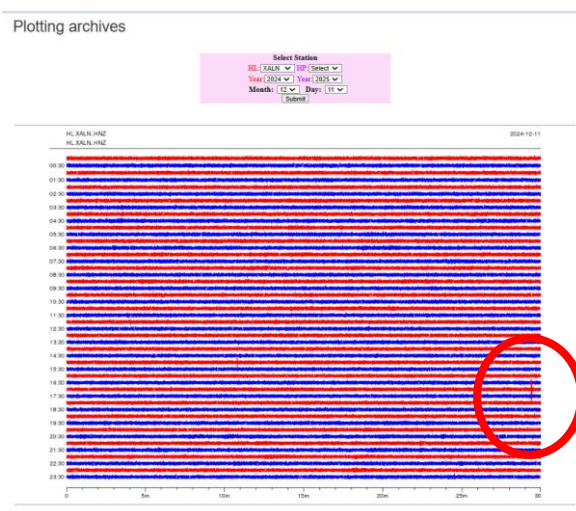 Plotting archives
Select Station
HL: XALN HP: Select
Year: 2024 Year: 2025
Month: 12 Day: 11
Submit
HL.XALN.HNZ 2024-12-11
HL.XALN.HNZ
00:30
01:30
02:30
03:30
04:30
05:30
06:30
07:30
08:30
09:30
10:30
11:30
12:30
13:30
14:30
15:30
16:30
17:30
18:30
19:30
20:30
21:30
22:30
23:30
0 5m 10m 15m 20m 25m 30